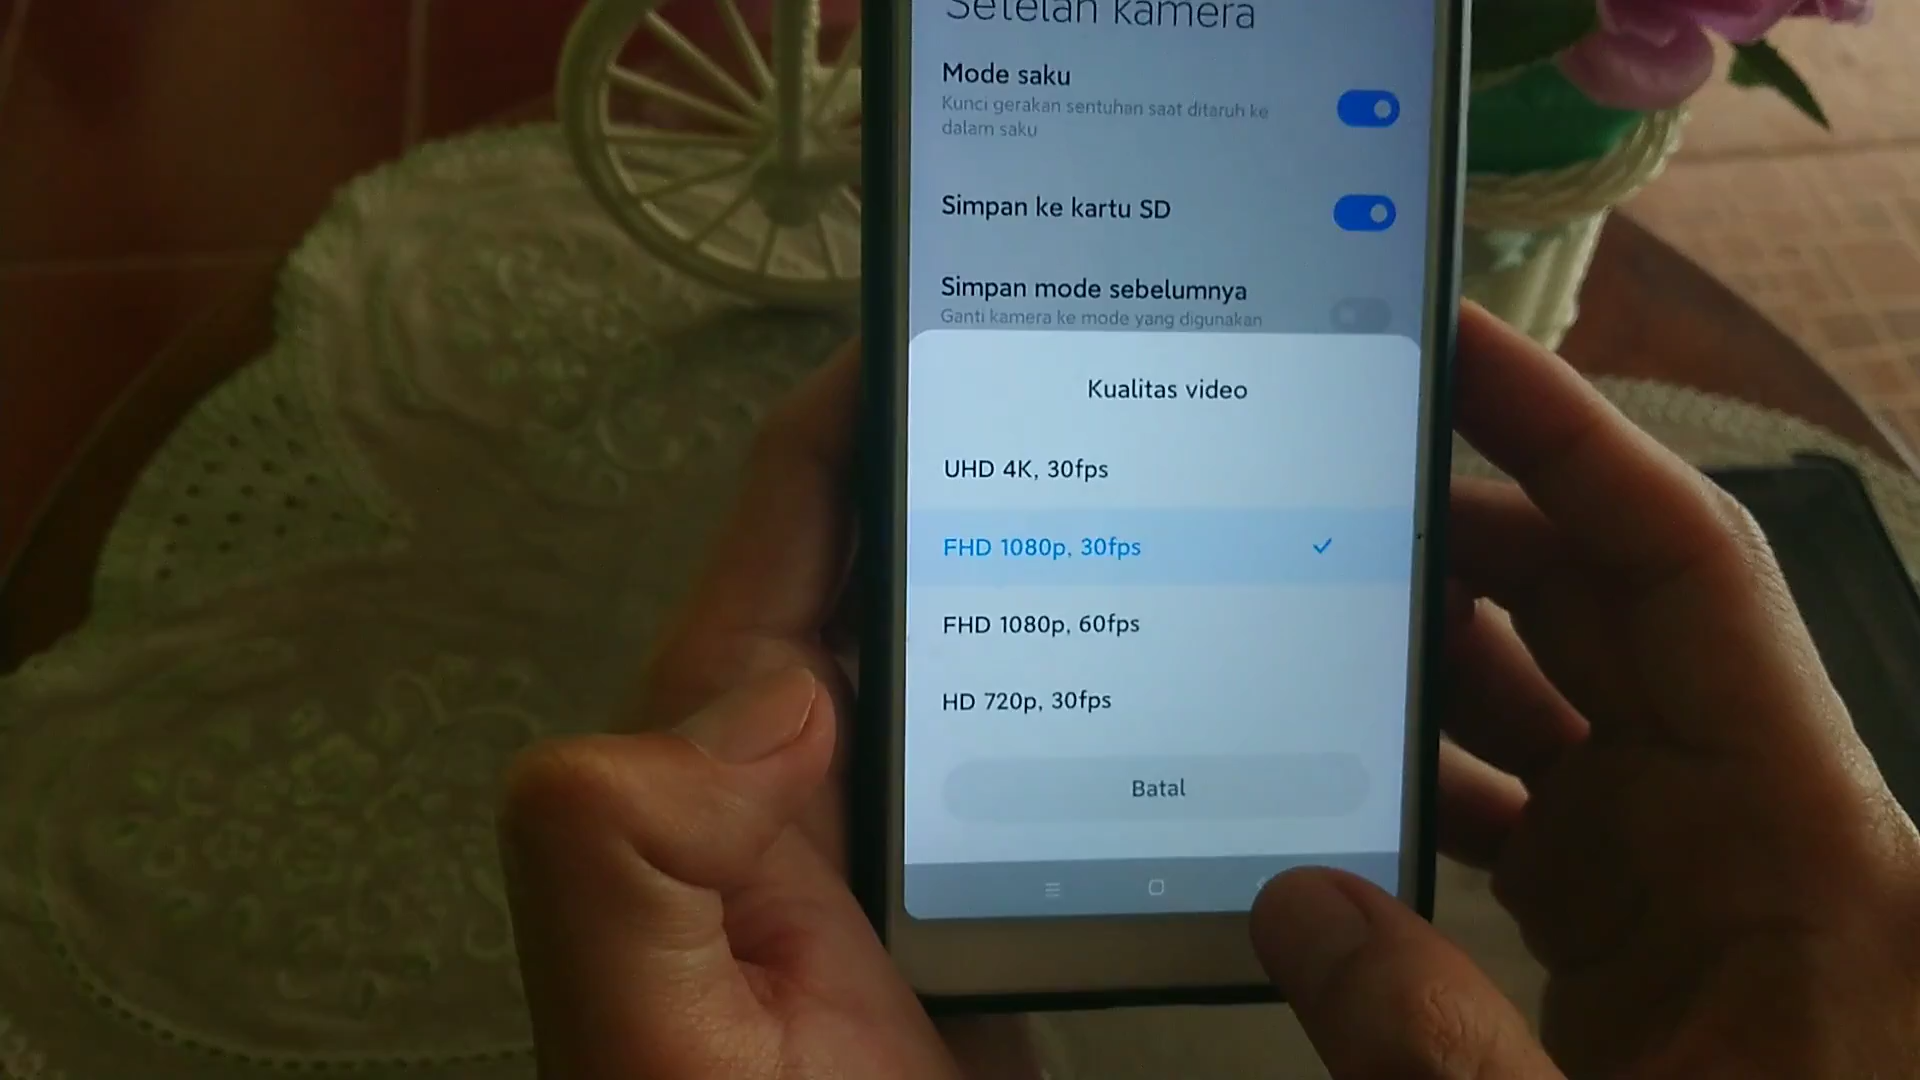 Setelan kamera
Mode saku
Kunci gerakan sentuhan saat ditaruh ke
dalam saku
Simpan ke kartu SD
Simpan mode sebelumnya
Ganti kamera ke mode yang digunakan
Kualitas video
UHD 4K, 30fps
FHD 1080p, 30fps
FHD 1080p, 60fps
HD 720p, 30fps
Batal